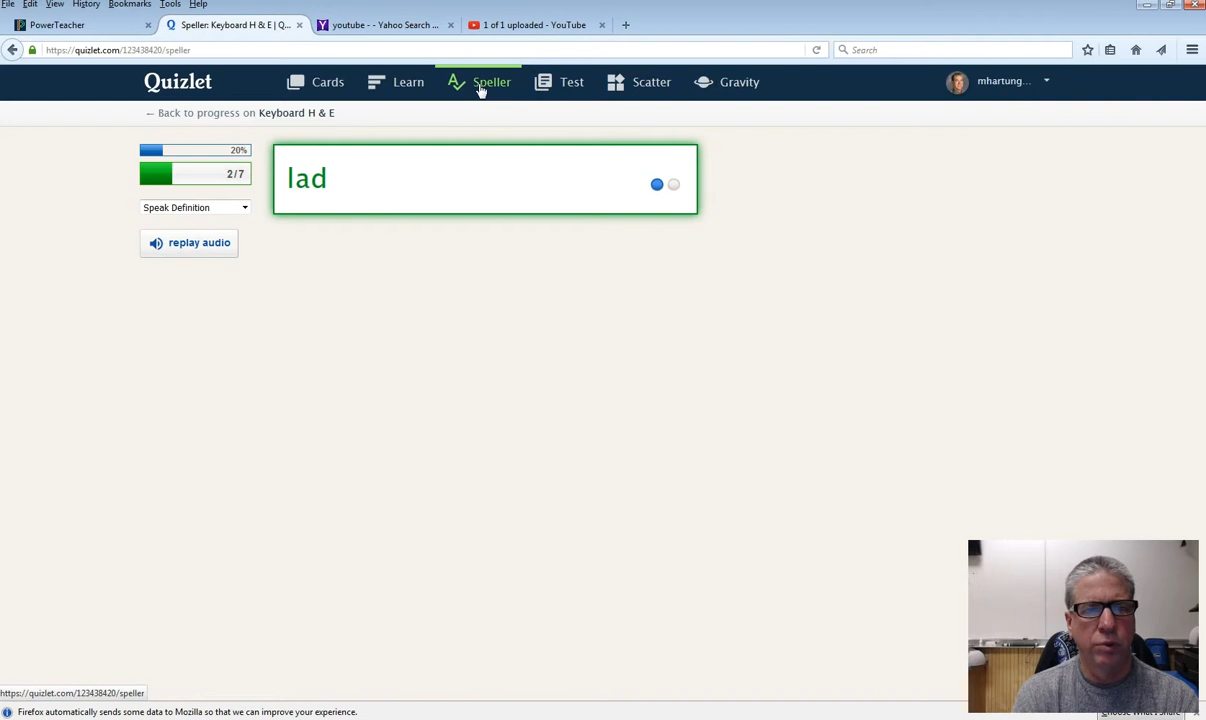 File Edit View History Bookmarks Tools Help
PowerTeacher × Speller: Keyboard H & E | Q... × youtube - - Yahoo Search ... × 1 of 1 uploaded - YouTube × +
https://quizlet.com/123438420/speller Search
Quizlet Cards Learn Speller Test Scatter Gravity mhartung...
← Back to progress on Keyboard H & E
20%
2/7
lad
Speak Definition
replay audio
https://quizlet.com/123438420/speller
Firefox automatically sends some data to Mozilla so that we can improve your experience.